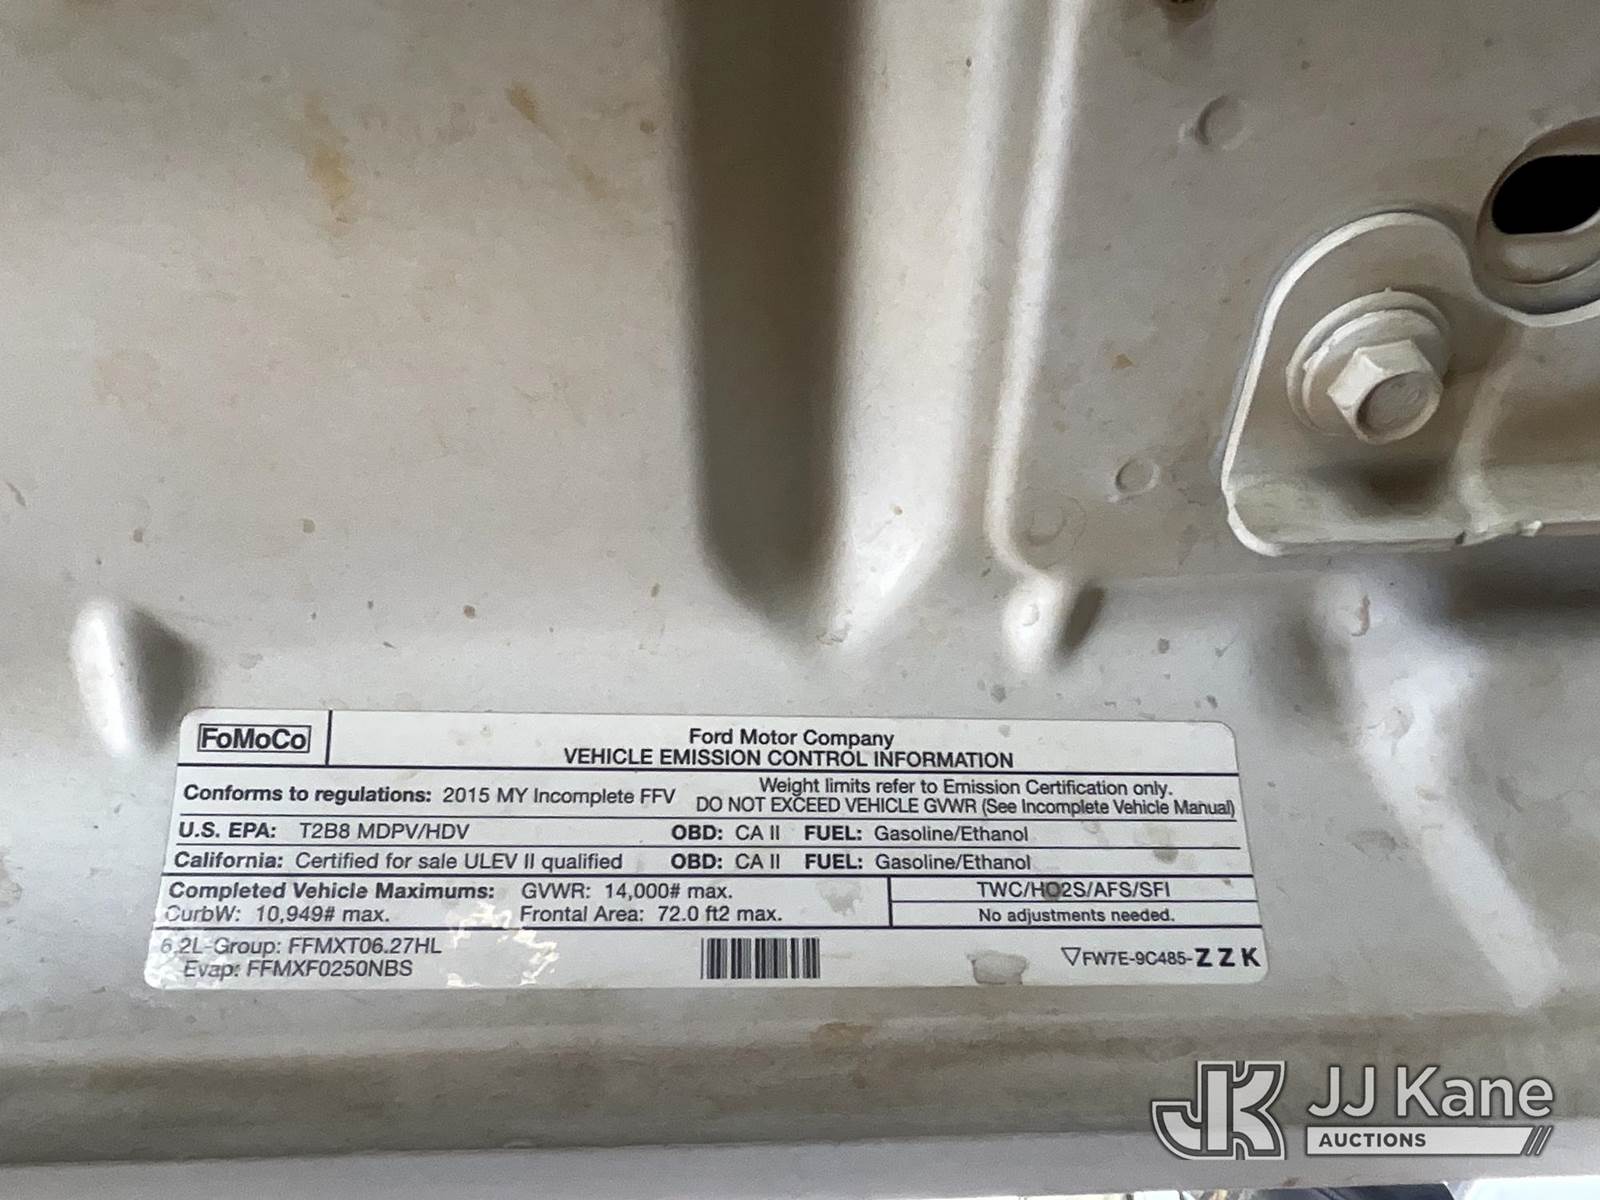 FoMoCo
Ford Motor Company
VEHICLE EMISSION CONTROL INFORMATION
Conforms to regulations: 2015 MY Incomplete FFV
Weight limits refer to Emission Certification only.
DO NOT EXCEED VEHICLE GVWR (See Incomplete Vehicle Manual)
U.S. EPA: T2B8 MDPV/HDV OBD: CA II FUEL: Gasoline/Ethanol
California: Certified for sale ULEV II qualified OBD: CA II FUEL: Gasoline/Ethanol
Completed Vehicle Maximums: GVWR: 14,000# max.
CurbW: 10,949# max. Frontal Area: 72.0 ft2 max.
TWC/HO2S/AFS/SFI
No adjustments needed.
6.2L-Group: FFMXT06.27HL
Evap: FFMXF0250NBS
FW7E-9C485-ZZK
JK JJ Kane
AUCTIONS